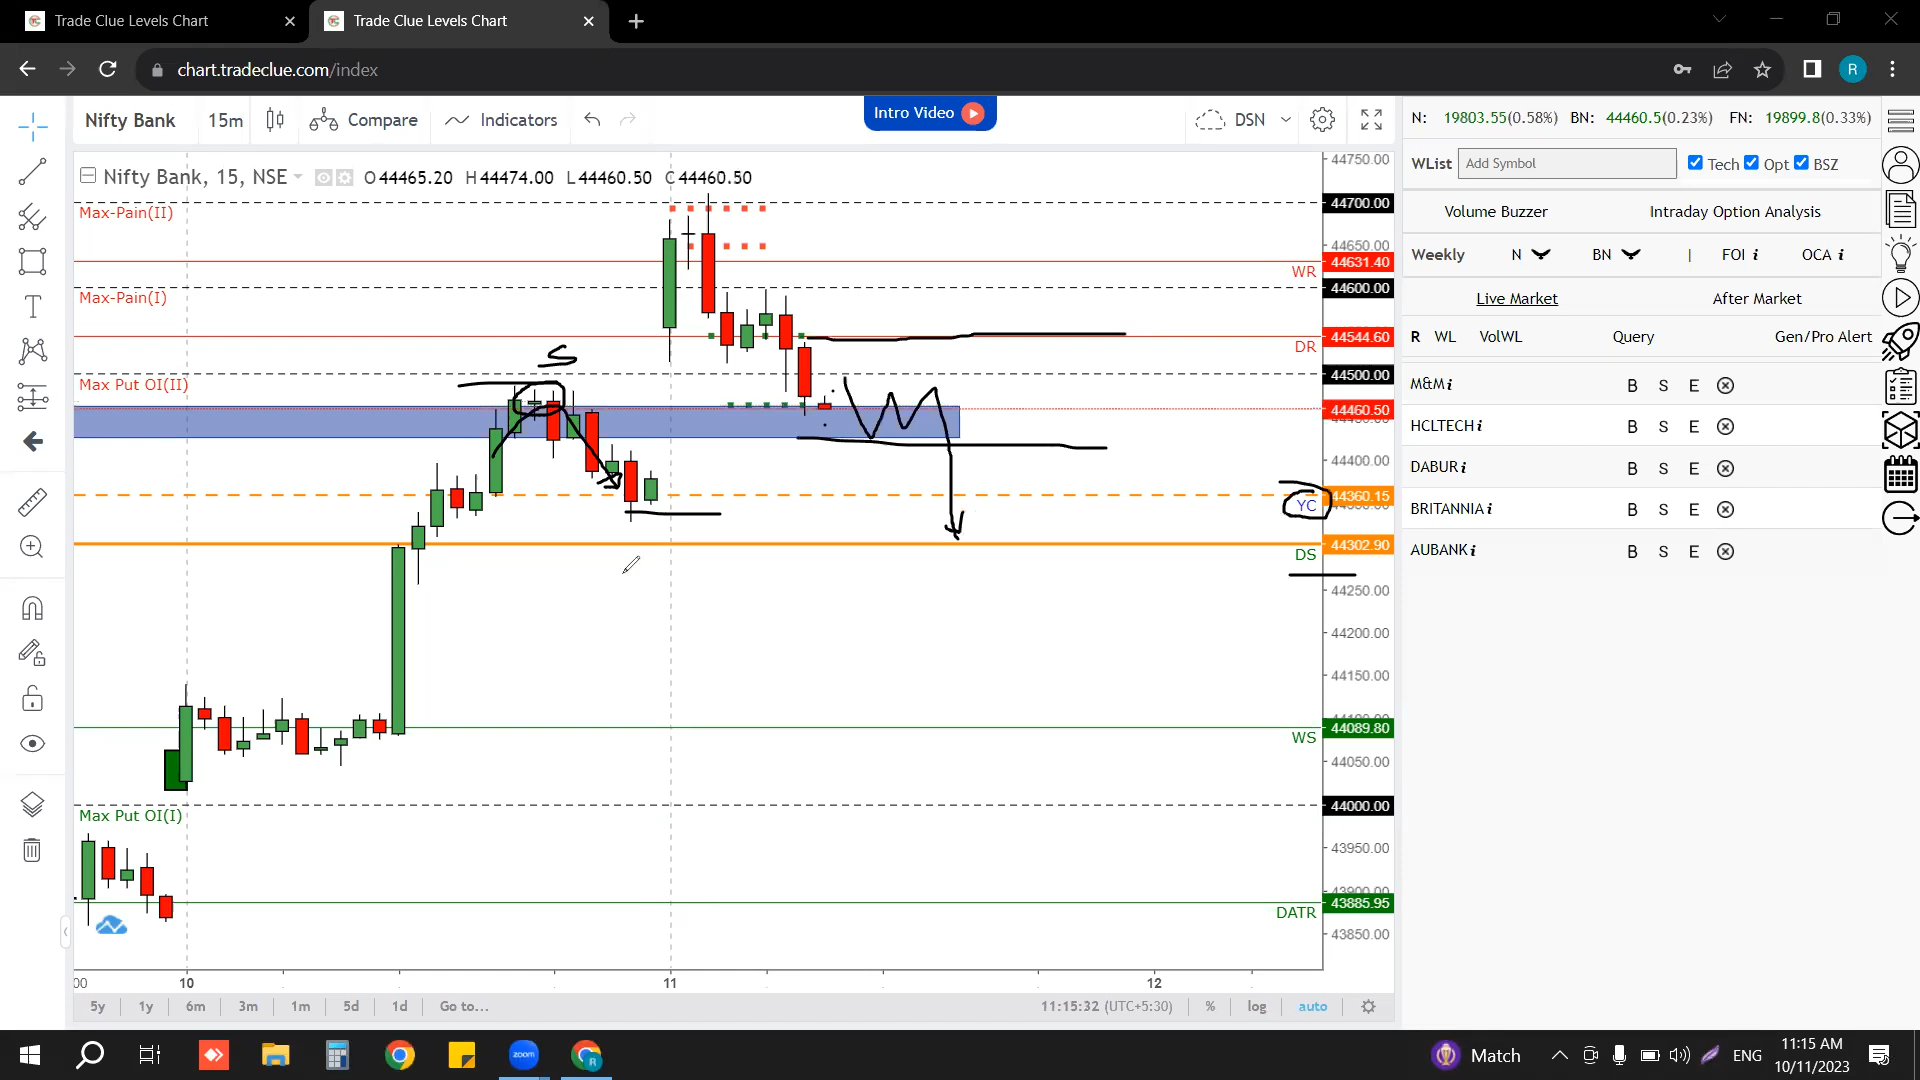 Trade Clue Levels Chart
Trade Clue Levels Chart
chart.tradeclue.com/index
R
Nifty Bank 15m Compare Indicators
Intro Video
DSN
Nifty Bank, 15, NSE O44465.20 H44474.00 L44460.50 C44460.50
Max-Pain(II)
Max-Pain(I)
Max Put OI(II)
Max Put OI(I)
S
WR
DR
YC
DS
WS
DATR
44750.00
44700.00
44650.00
44631.40
44600.00
44544.60
44500.00
44460.50
44400.00
44360.15
44302.90
44250.00
44200.00
44150.00
44089.80
44050.00
44000.00
43950.00
43885.95
43850.00
00 10 11 12
5y 1y 6m 3m 1m 5d 1d Go to...
11:15:32 (UTC+5:30) % log auto
N: 19803.55(0.58%) BN: 44460.5(0.23%) FN: 19899.8(0.33%)
WList Add Symbol Tech Opt BSZ
Volume Buzzer Intraday Option Analysis
Weekly N BN | FOI i OCA i
Live Market After Market
R WL VolWL Query Gen/Pro Alert
M&M i B S E
HCLTECH i B S E
DABUR i B S E
BRITANNIA i B S E
AUBANK i B S E
zoom
R
Match
ENG
11:15 AM
10/11/2023